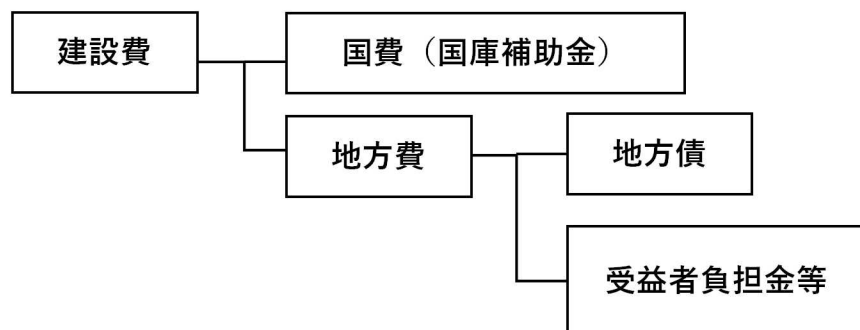 建設費
国費（国庫補助金）
地方費
地方債
受益者負担金等